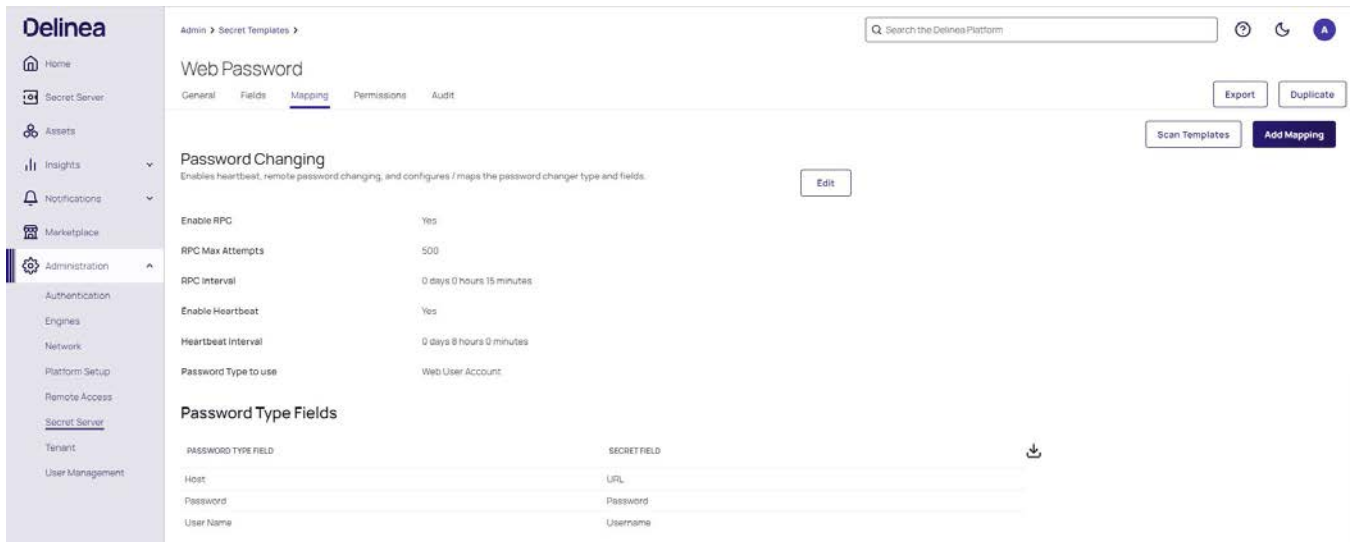 Delinea
Admin > Secret Templates >
Search the Delinea Platform
A
Home
Secret Server
Assets
Insights
Notifications
Marketplace
Administration
Authentication
Engines
Network
Platform Setup
Remote Access
Secret Server
Tenant
User Management
Web Password
General Fields Mapping Permissions Audit
Export Duplicate
Scan Templates Add Mapping
Password Changing
Enables heartbeat, remote password changing, and configures / maps the password changer type and fields.
Edit
Enable RPC Yes
RPC Max Attempts 500
RPC Interval 0 days 0 hours 15 minutes
Enable Heartbeat Yes
Heartbeat Interval 0 days 8 hours 0 minutes
Password Type to use Web User Account
Password Type Fields
PASSWORD TYPE FIELD SECRET FIELD
Host URL
Password Password
User Name Username